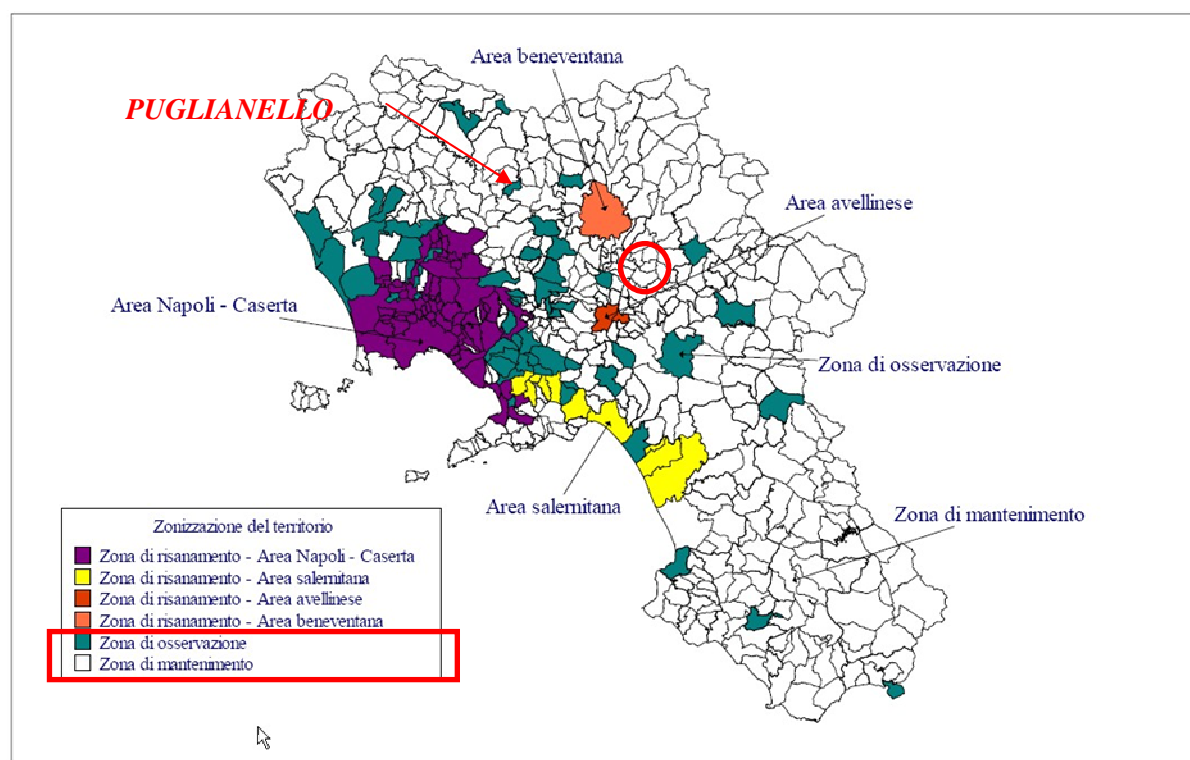 Area beneventana
PUGLIANELLO
Area avellinese
Area Napoli - Caserta
Zona di osservazione
Area salernitana
Zona di mantenimento
Zonizzazione del territorio
Zona di risanamento - Area Napoli - Caserta
Zona di risanamento - Area salernitana
Zona di risanamento - Area avellinese
Zona di risanamento - Area beneventana
Zona di osservazione
Zona di mantenimento